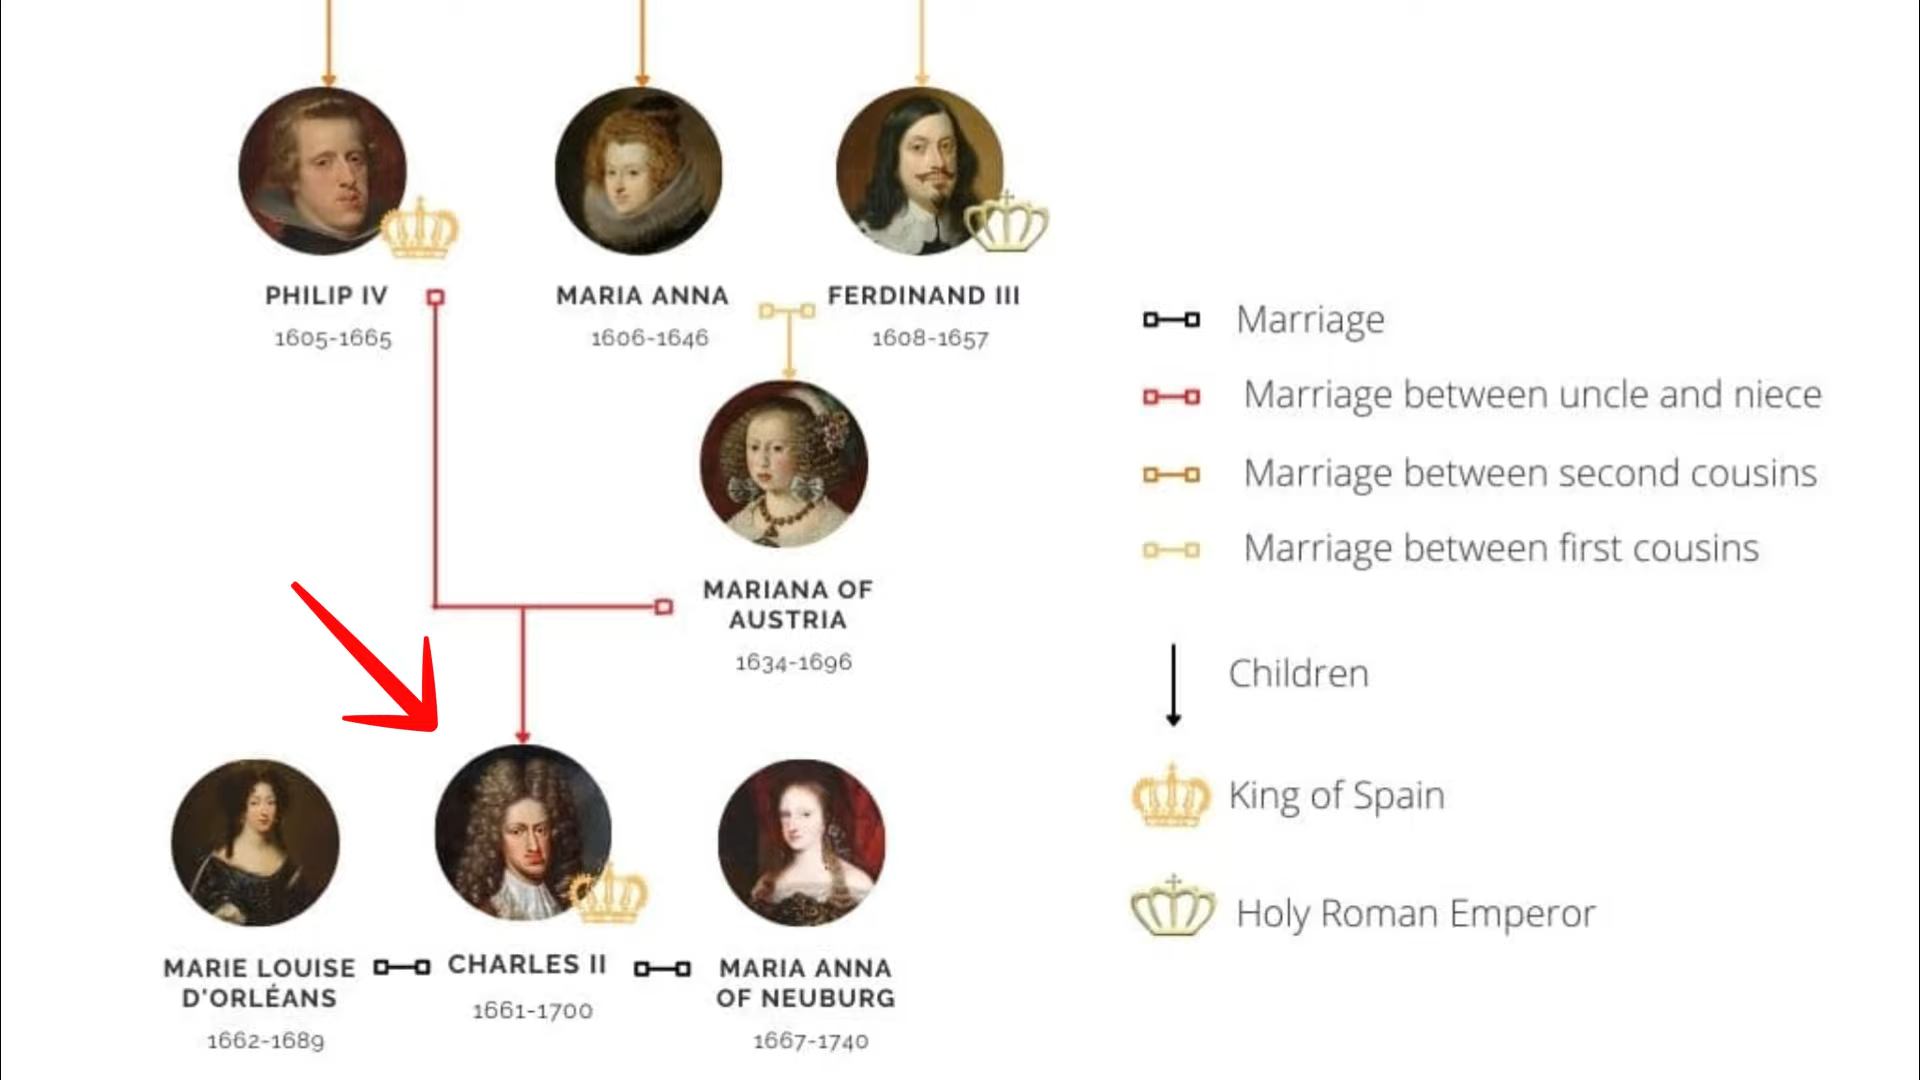 PHILIP IV
1605-1665
MARIA ANNA
1606-1646
FERDINAND III
1608-1657
MARIANA OF
AUSTRIA
1634-1696
MARIE LOUISE
D'ORLÉANS
1662-1689
CHARLES II
1661-1700
MARIA ANNA
OF NEUBURG
1667-1740
Marriage
Marriage between uncle and niece
Marriage between second cousins
Marriage between first cousins
Children
King of Spain
Holy Roman Emperor